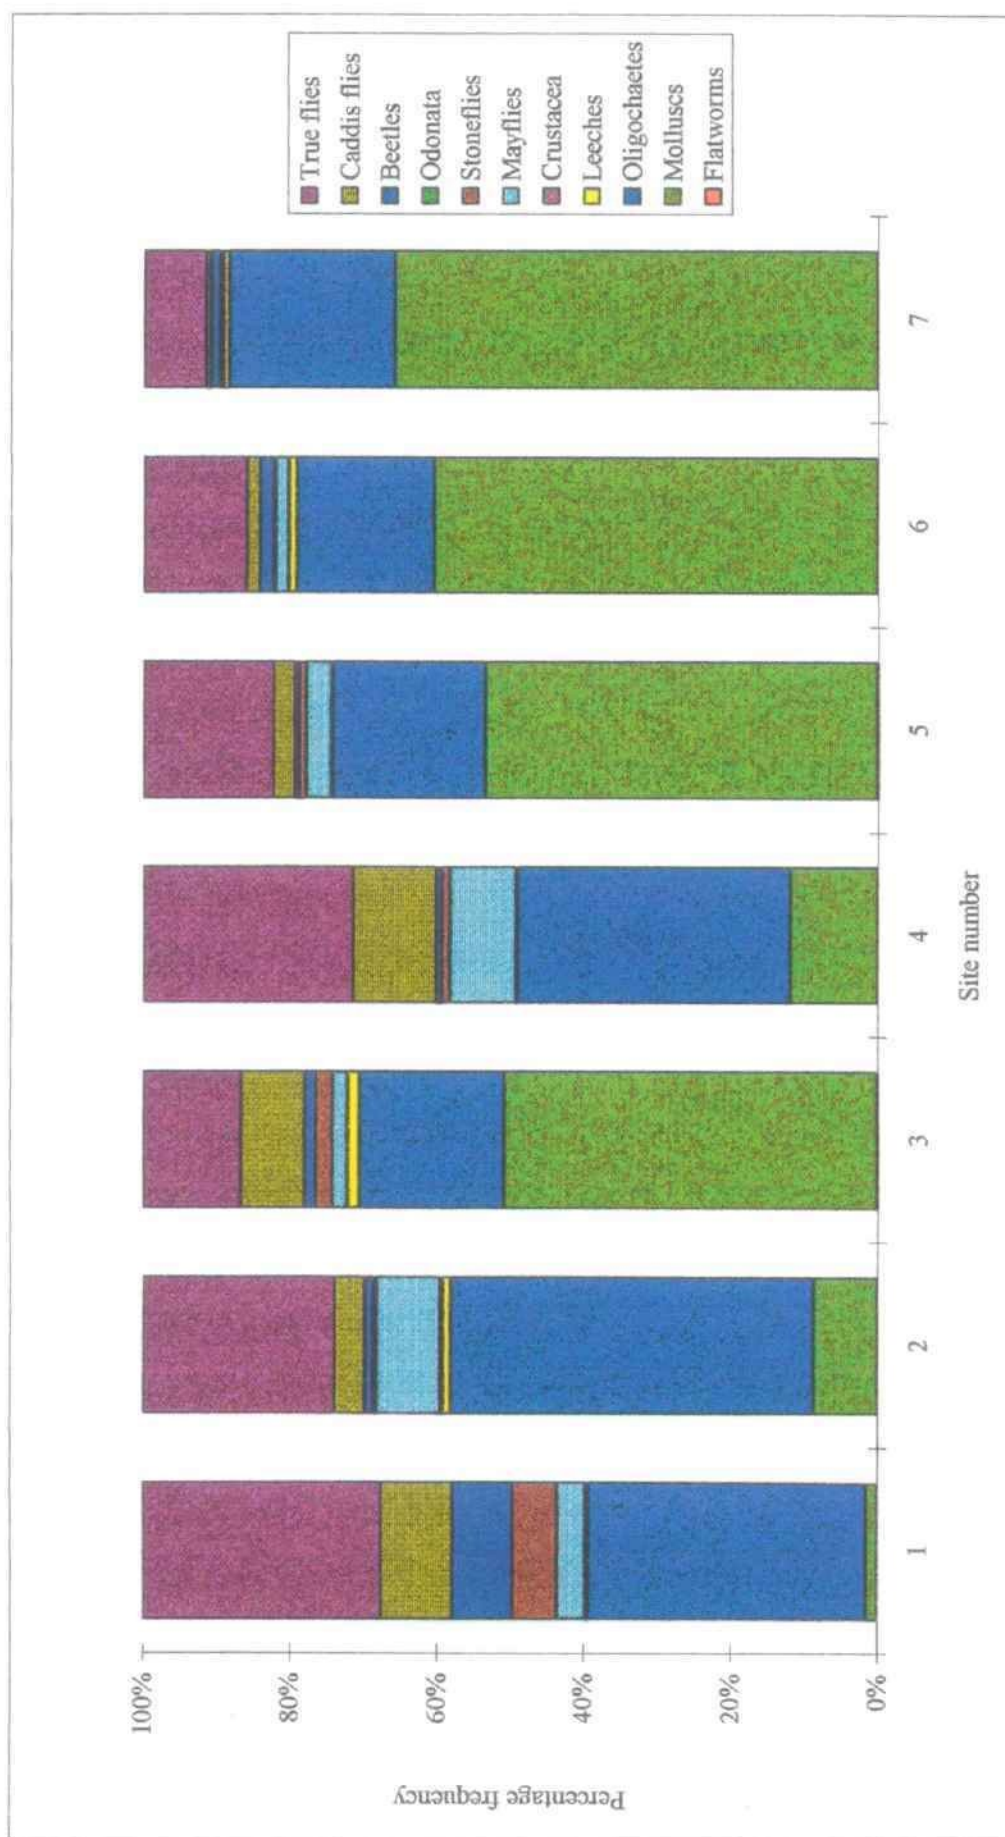 True flies
Caddis flies
Beetles
Odonata
Stoneflies
Mayflies
Crustacea
Leeches
Oligochaetes
Molluscs
Flatworms
100%
80%
60%
40%
20%
0%
Percentage frequency
1
2
3
4
5
6
7
Site number